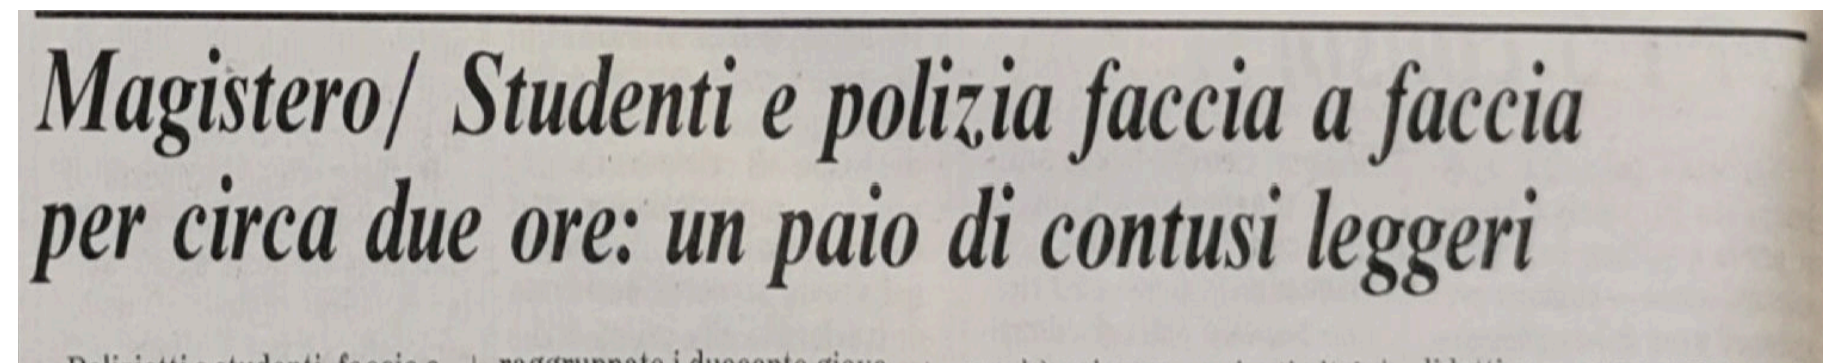 Magistero/ Studenti e polizia faccia a faccia
per circa due ore: un paio di contusi leggeri